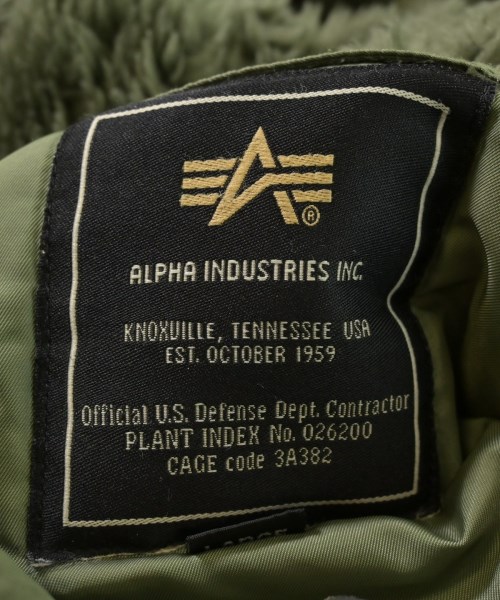 ®
ALPHA INDUSTRIES INC.
KNOXVILLE, TENNESSEE USA
EST. OCTOBER 1959
Official U.S. Defense Dept. Contractor
PLANT INDEX No. 026200
CAGE code 3A382